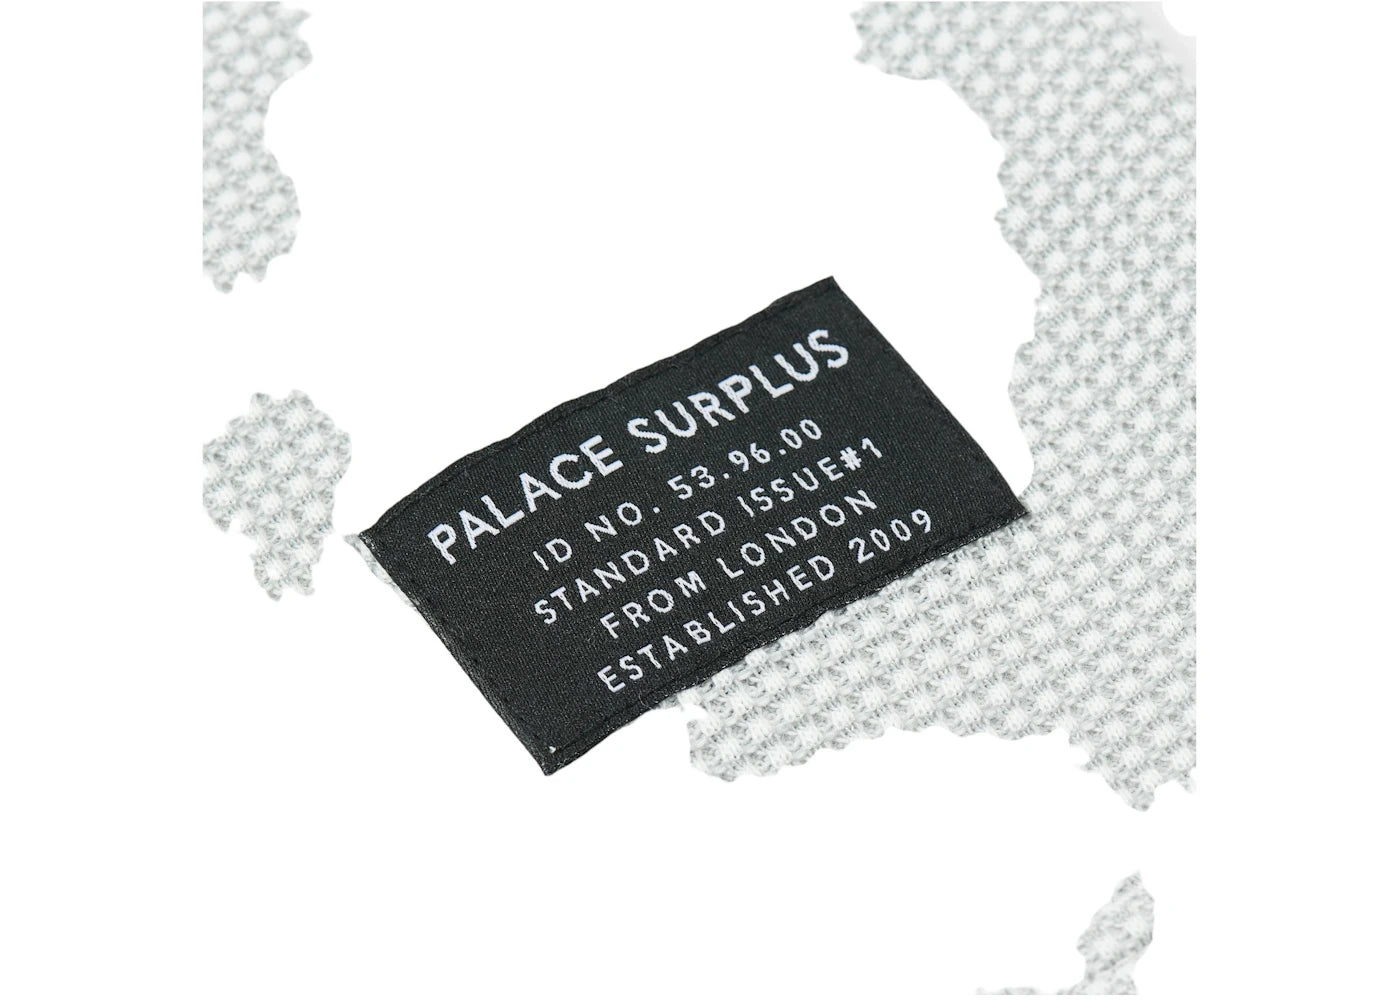 PALACE SURPLUS
ID NO. 53.96.00
STANDARD ISSUE#1
FROM LONDON
ESTABLISHED 2009